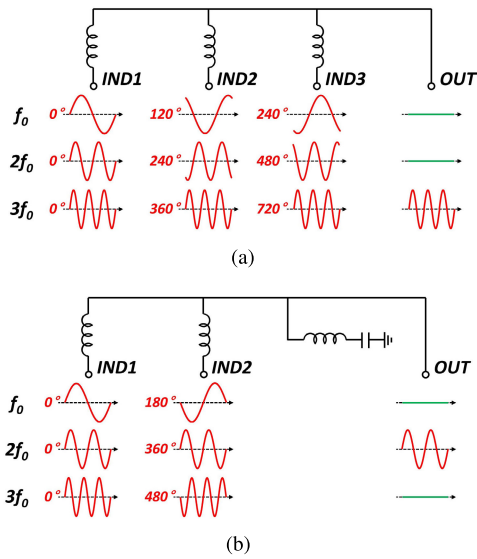 IND1 IND2 IND3 OUT
f0 0° 120° 240°
2f0 0° 240° 480°
3f0 0° 360° 720°
(a)
IND1 IND2 OUT
f0 0° 180°
2f0 0° 360°
3f0 0° 480°
(b)